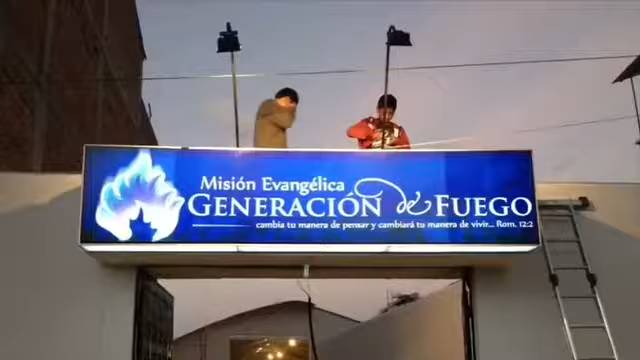 Misión Evangélica
GENERACIÓN de FUEGO
cambia tu manera de pensar y cambiará tu manera de vivir... Rom. 12:2